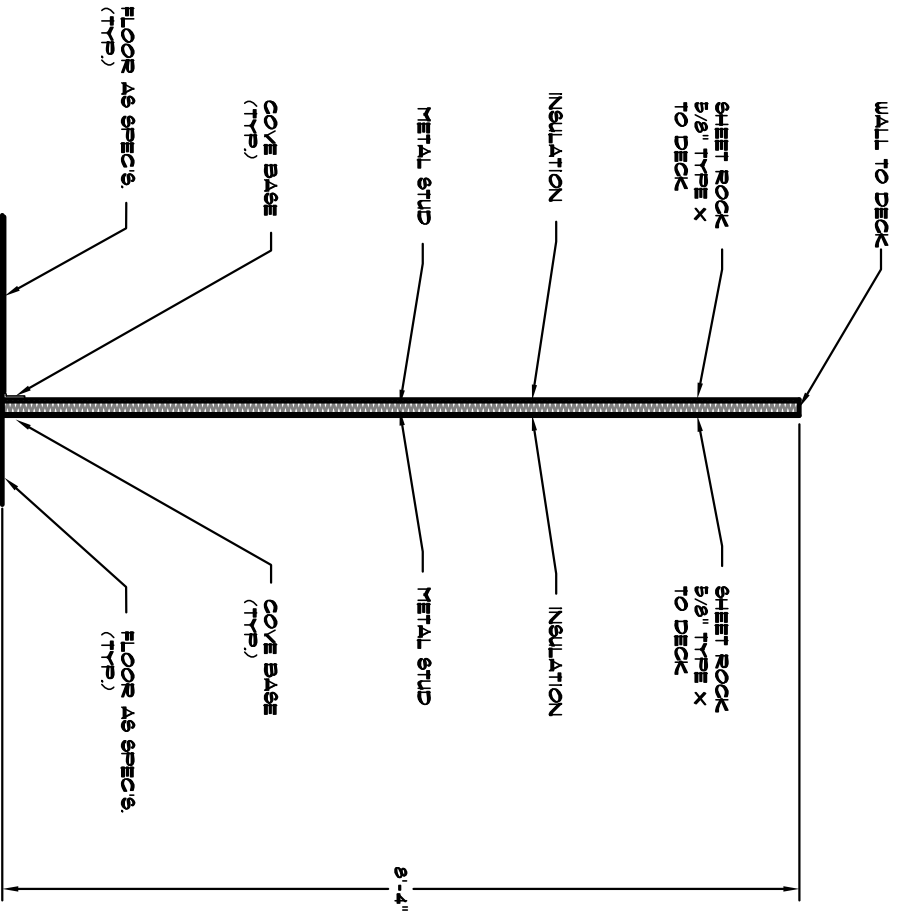 WALL TO DECK
SHEET ROCK
5/8" TYPE X
TO DECK
SHEET ROCK
5/8" TYPE X
TO DECK
INSULATION
INSULATION
METAL STUD
METAL STUD
COVE BASE
(TYP.)
COVE BASE
(TYP.)
FLOOR AS SPEC'S.
(TYP.)
FLOOR AS SPEC'S.
(TYP.)
8'-4"